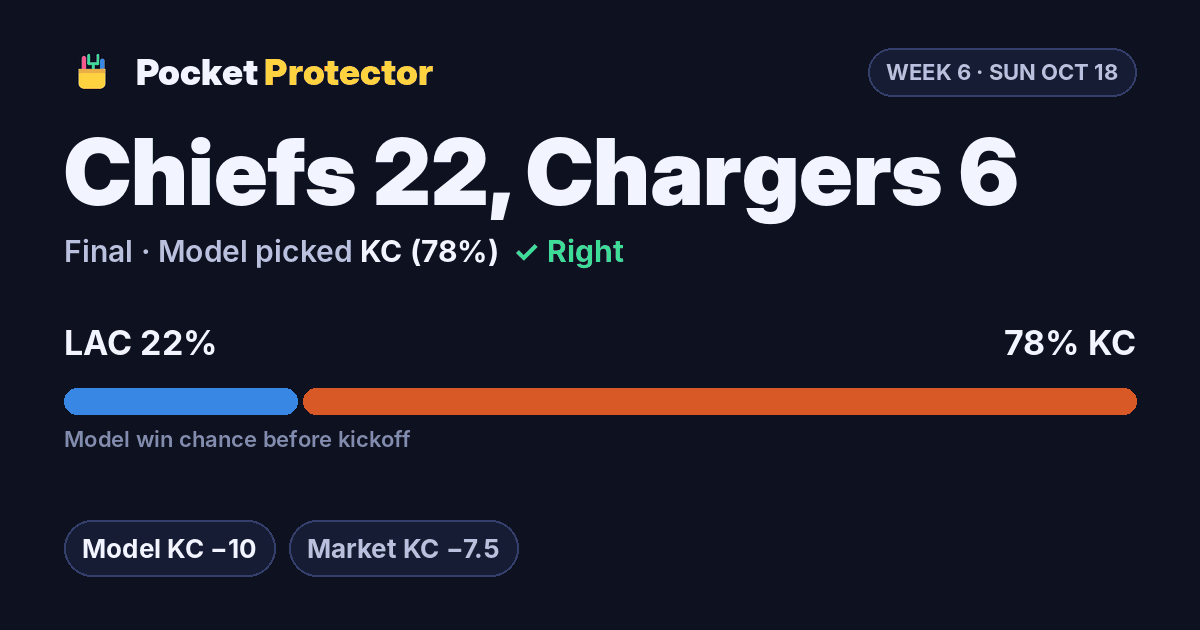 Pocket Protector
WEEK 6 · SUN OCT 18
Chiefs 22, Chargers 6
Final · Model picked KC (78%) ✓ Right
LAC 22%
78% KC
Model win chance before kickoff
Model KC −10
Market KC −7.5